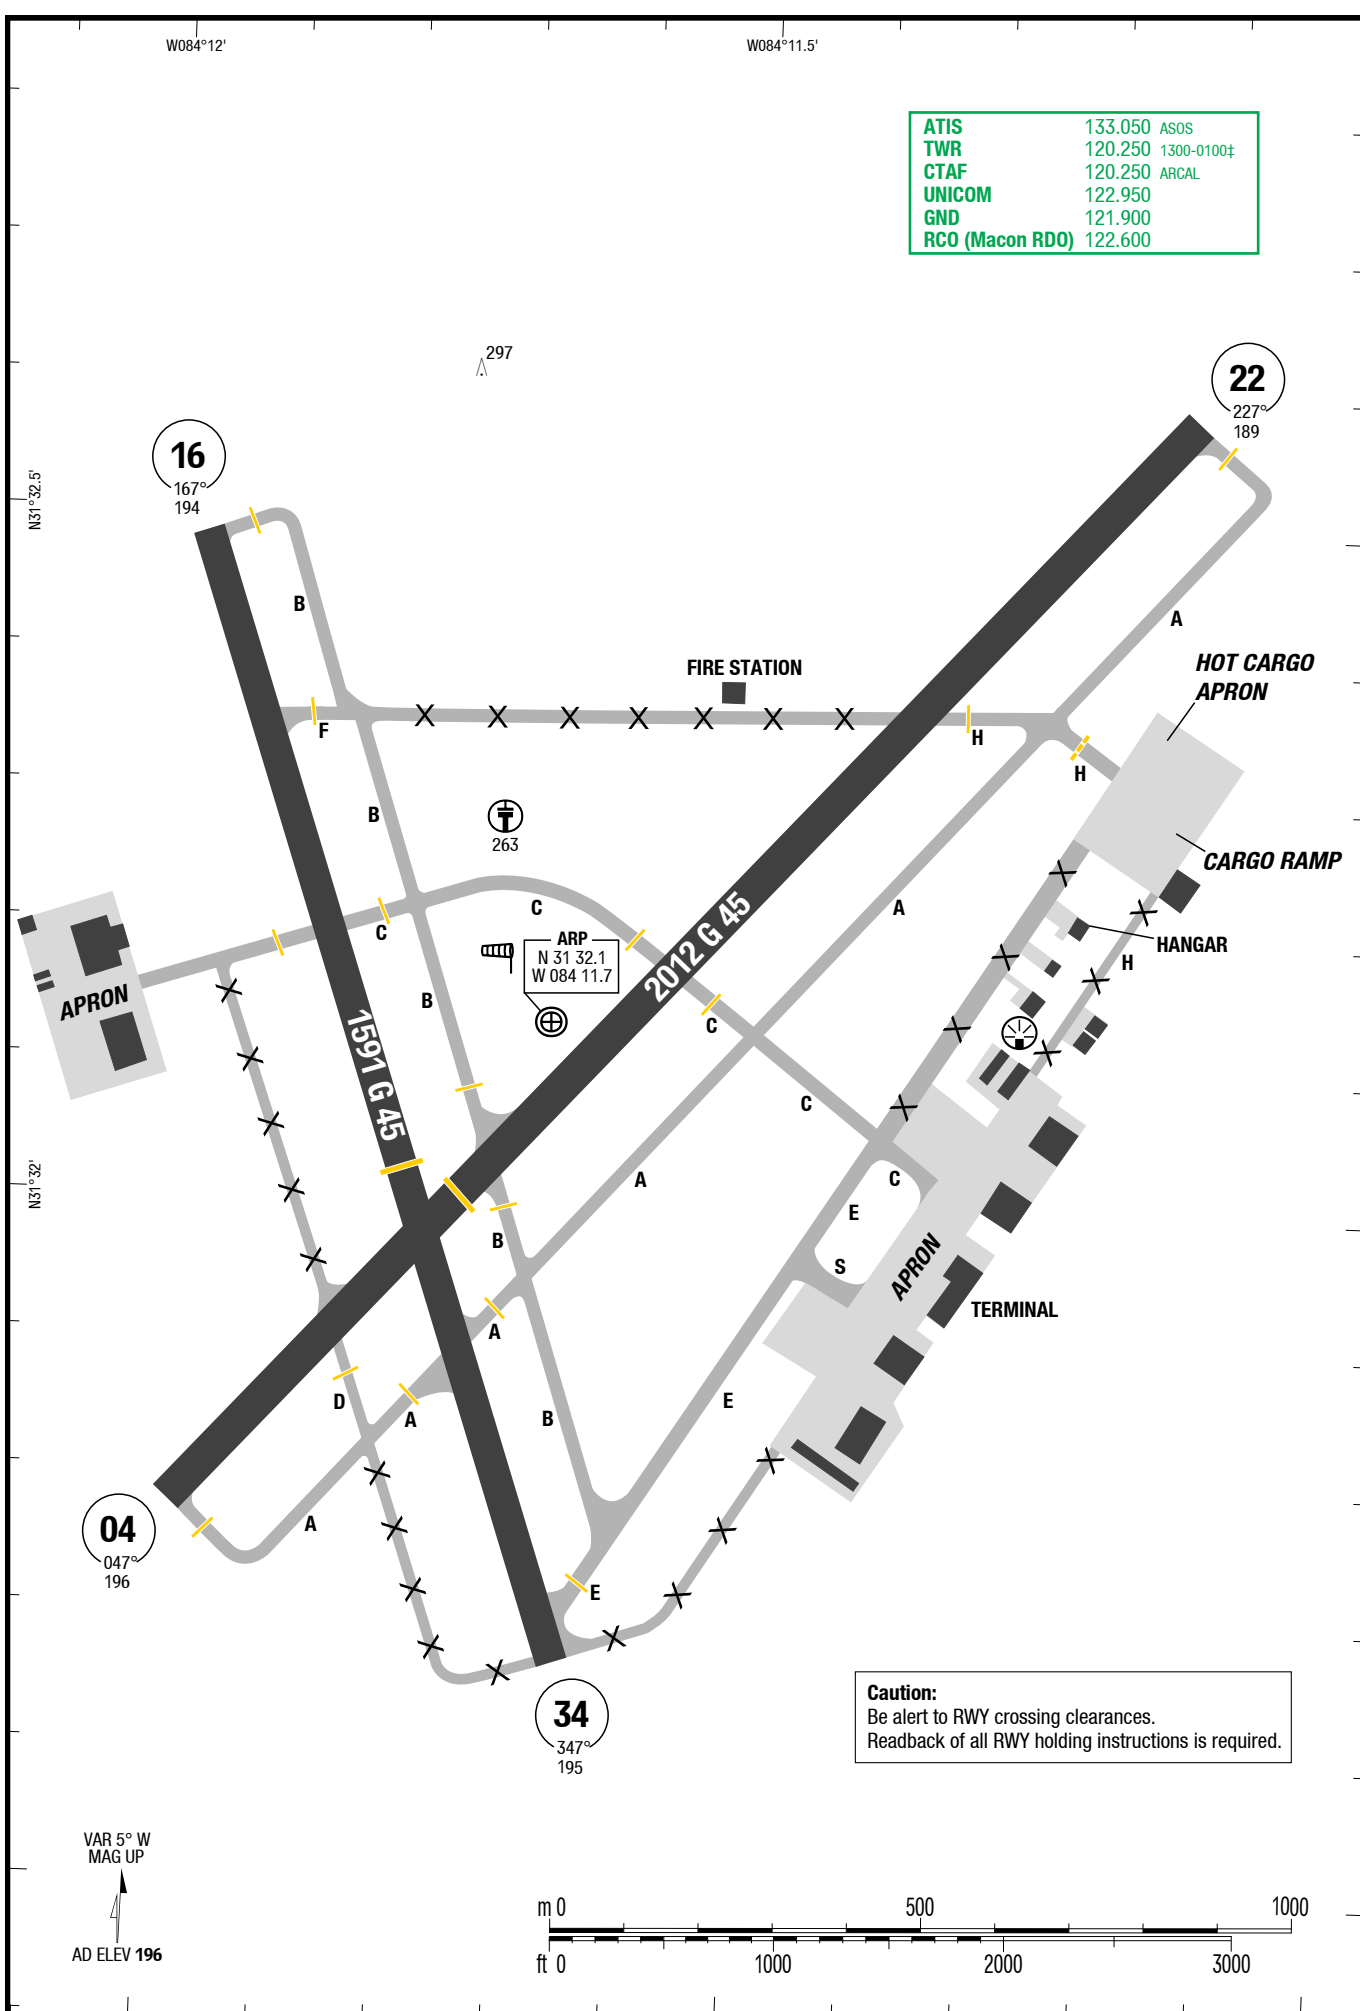 W084°12'
W084°11.5'
ATIS 133.050 ASOS
TWR 120.250 1300-0100‡
CTAF 120.250 ARCAL
UNICOM 122.950
GND 121.900
RCO (Macon RDO) 122.600
297
22
227°
189
16
167°
194
N31°32.5'
B
A
FIRE STATION
HOT CARGO
APRON
F
H
H
B
263
CARGO RAMP
C
A
C
HANGAR
H
ARP
N 31 32.1
W 084 11.7
2012 G 45
APRON
B
C
1591 G 45
C
N31°32'
A
C
E
B
S
APRON
TERMINAL
A
D
A
B
E
A
04
047°
196
E
34
347°
195
Caution:
Be alert to RWY crossing clearances.
Readback of all RWY holding instructions is required.
VAR 5° W
MAG UP
AD ELEV 196
m 0 500 1000
ft 0 1000 2000 3000